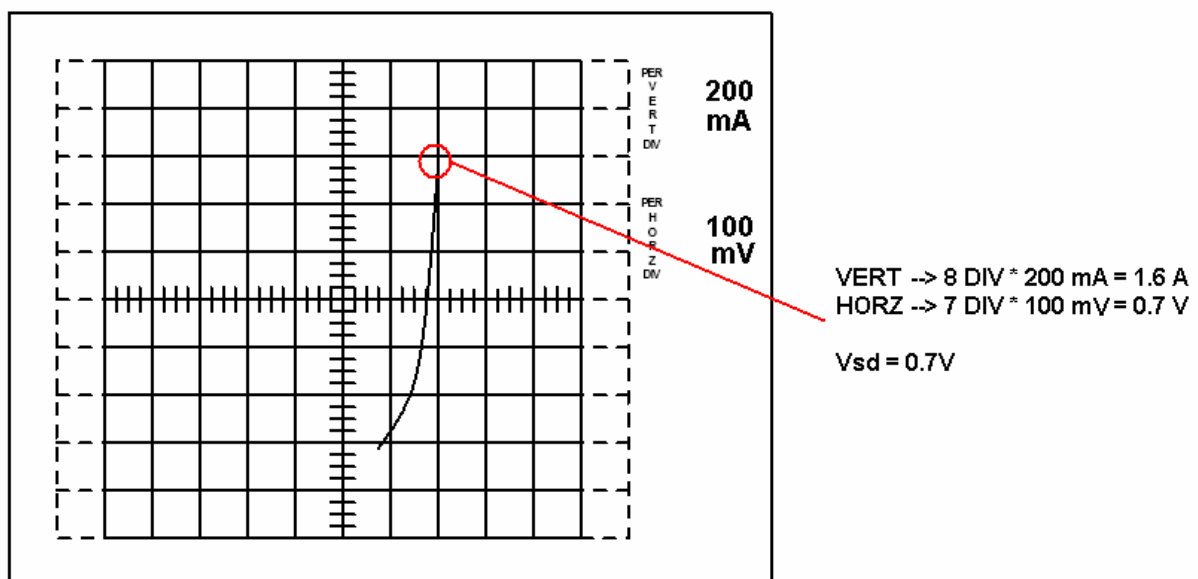 PER
V
E
R
T
DIV
200
mA
PER
H
O
R
Z
DIV
100
mV
VERT --> 8 DIV * 200 mA = 1.6 A
HORZ --> 7 DIV * 100 mV = 0.7 V
Vsd = 0.7V